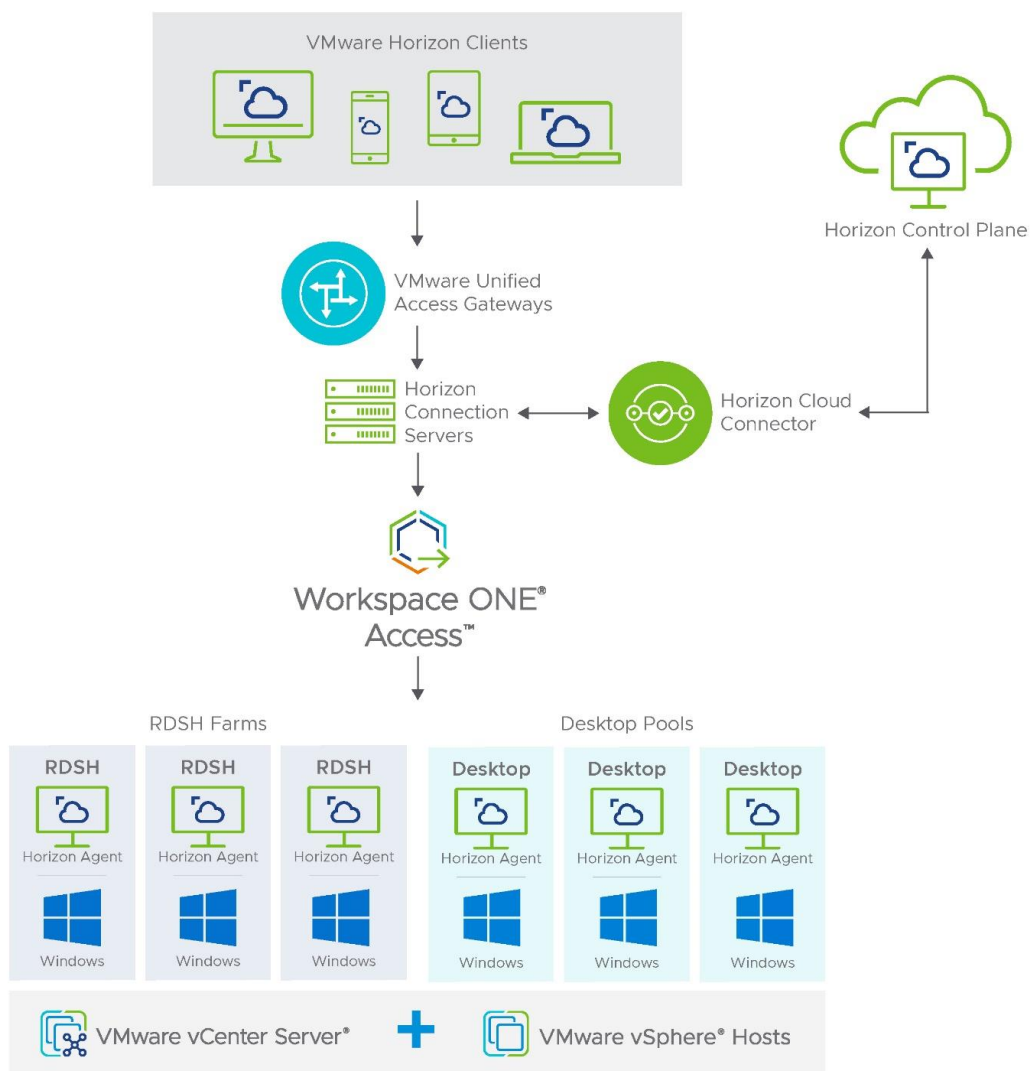 VMware Horizon Clients
Horizon Control Plane
VMware Unified
Access Gateways
Horizon
Connection
Servers
Horizon Cloud
Connector
Workspace ONE®
Access™
RDSH Farms
Desktop Pools
RDSH
RDSH
RDSH
Desktop
Desktop
Desktop
Horizon Agent
Horizon Agent
Horizon Agent
Horizon Agent
Horizon Agent
Horizon Agent
Windows
Windows
Windows
Windows
Windows
Windows
VMware vCenter Server®
VMware vSphere® Hosts